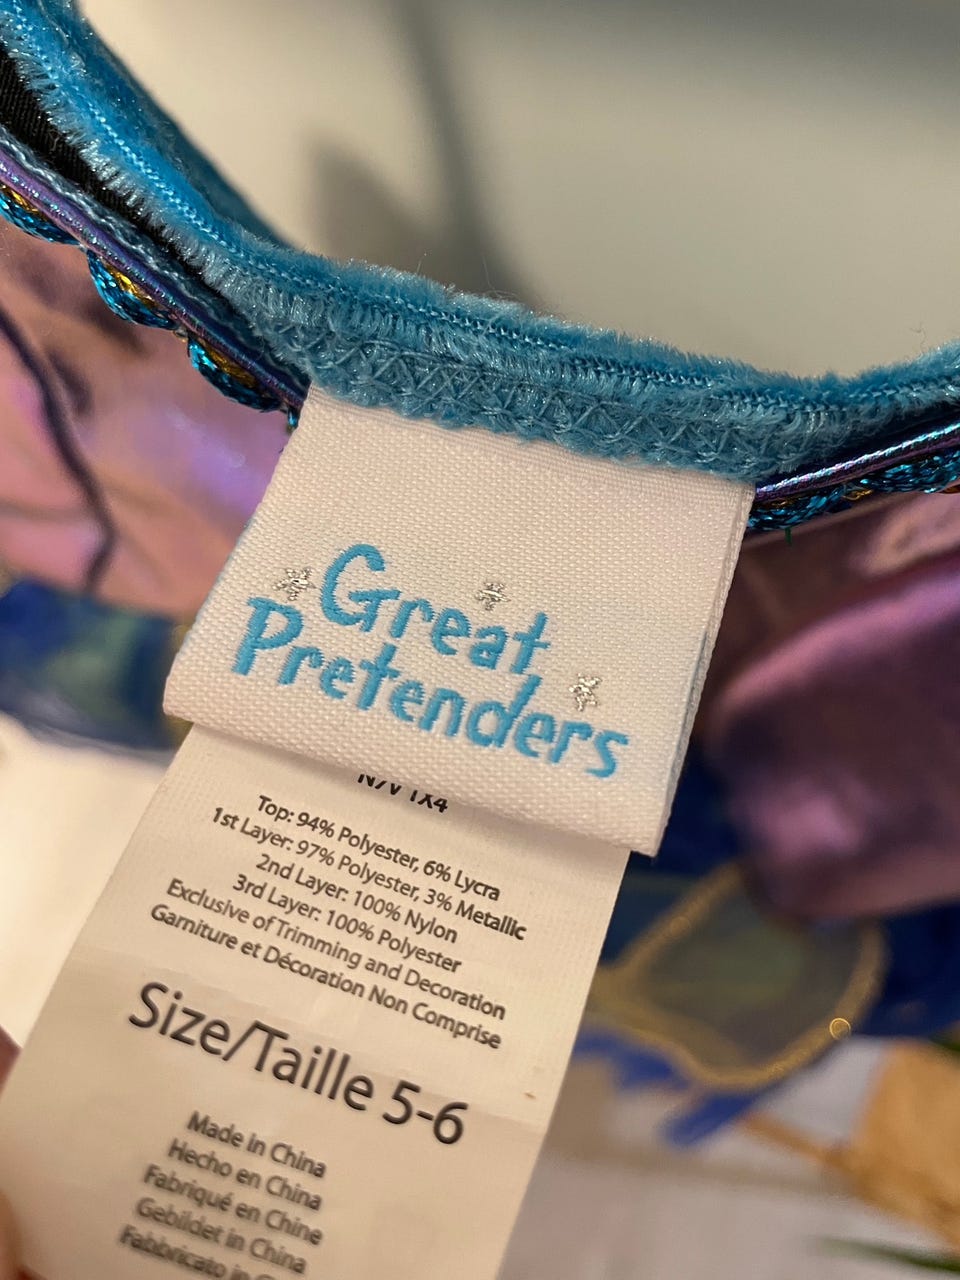 Great
Pretenders
Top: 94% Polyester, 6% Lycra
1st Layer: 97% Polyester, 3% Metallic
2nd Layer: 100% Nylon
3rd Layer: 100% Polyester
Exclusive of Trimming and Decoration
Garniture et Décoration Non Comprise
Size/Taille 5-6
Made in China
Hecho en China
Fabriqué en Chine
Gebildet in China
Fabbricato in